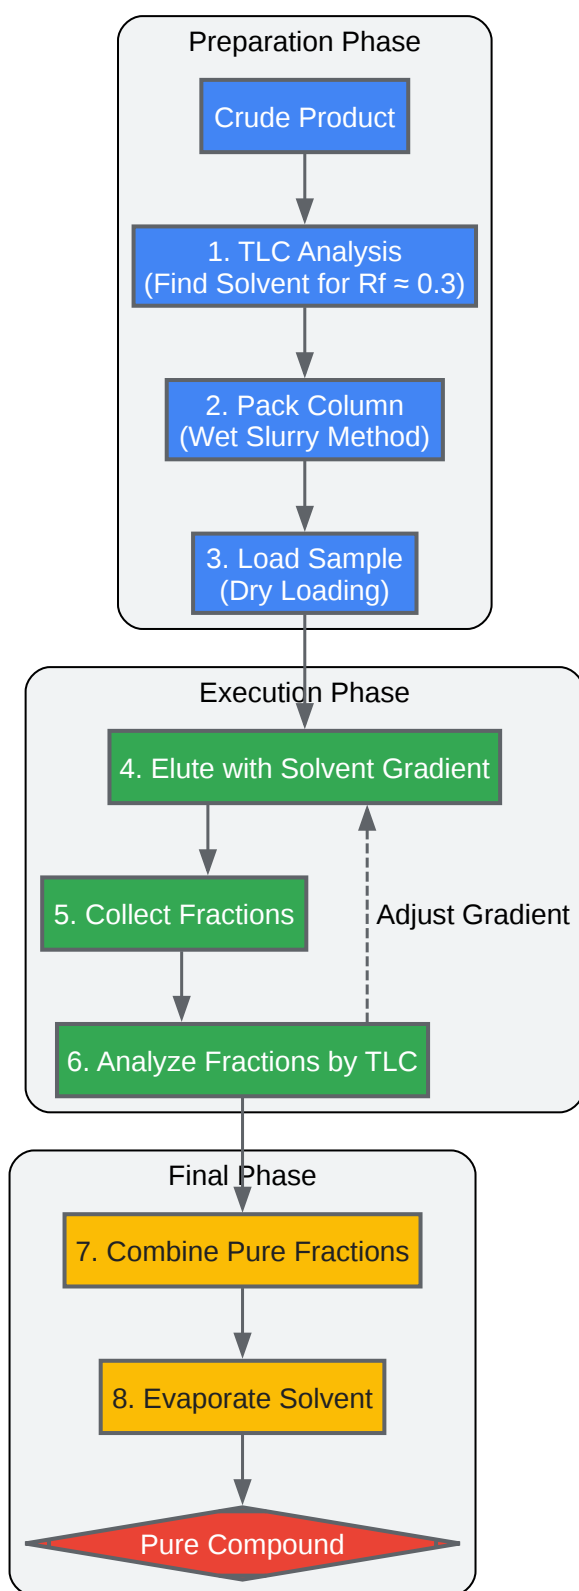 Preparation Phase
Crude Product
1. TLC Analysis
(Find Solvent for Rf ≈ 0.3)
2. Pack Column
(Wet Slurry Method)
3. Load Sample
(Dry Loading)
Execution Phase
4. Elute with Solvent Gradient
5. Collect Fractions
Adjust Gradient
6. Analyze Fractions by TLC
Final Phase
7. Combine Pure Fractions
8. Evaporate Solvent
Pure Compound